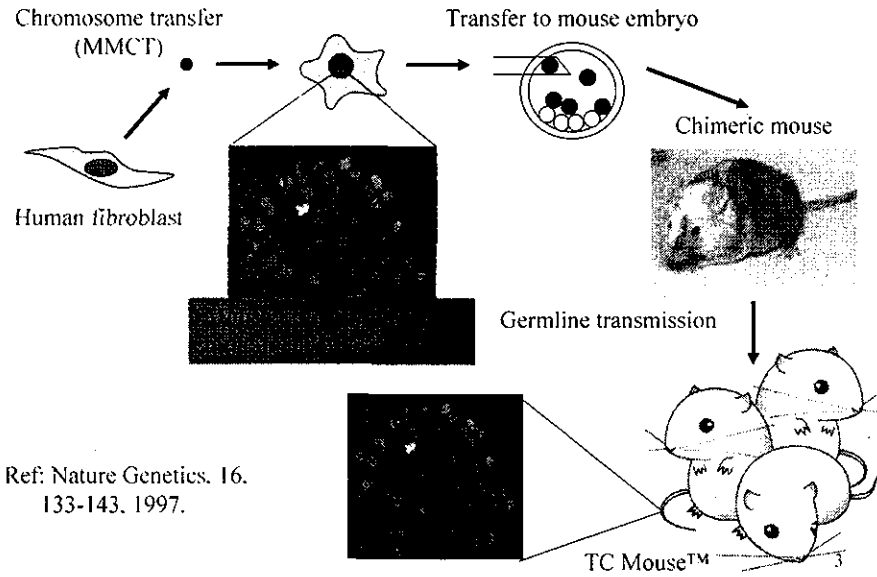 Chromosome transfer
(MMCT)
Transfer to mouse embryo
Chimeric mouse
Human fibroblast
Germline transmission
Ref: Nature Genetics. 16.
133-143. 1997.
TC Mouse™
3